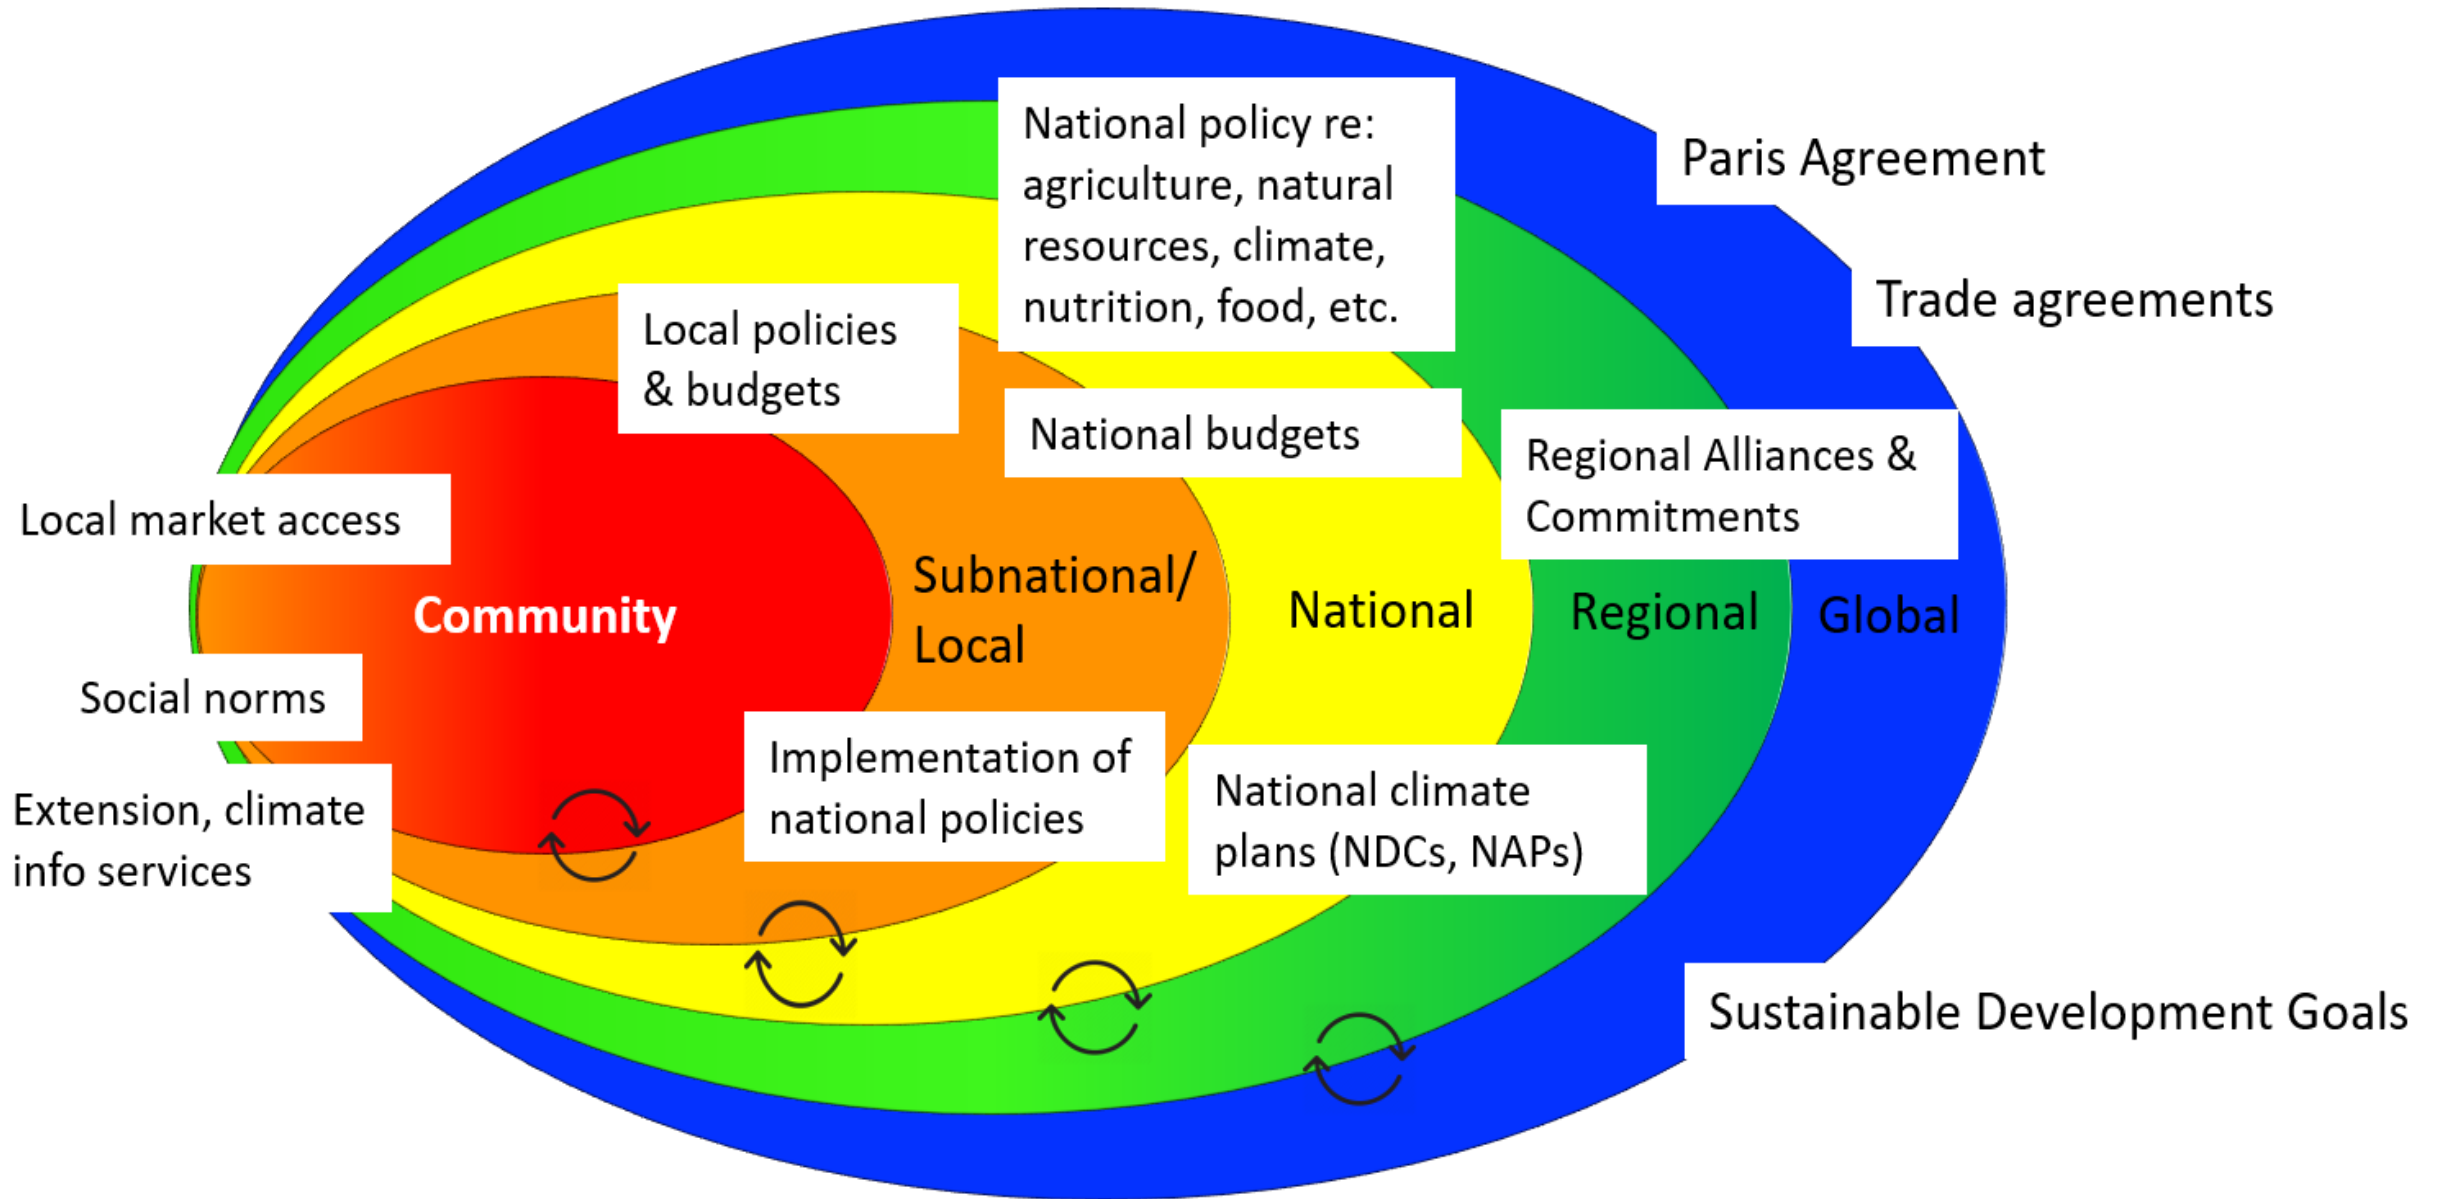 National policy re:
agriculture, natural
resources, climate,
nutrition, food, etc.
Paris Agreement
Trade agreements
Local policies
& budgets
National budgets
Regional Alliances &
Commitments
Local market access
Community
Subnational/
Local
National
Regional
Global
Social norms
Implementation of
national policies
National climate
plans (NDCs, NAPs)
Extension, climate
info services
Sustainable Development Goals